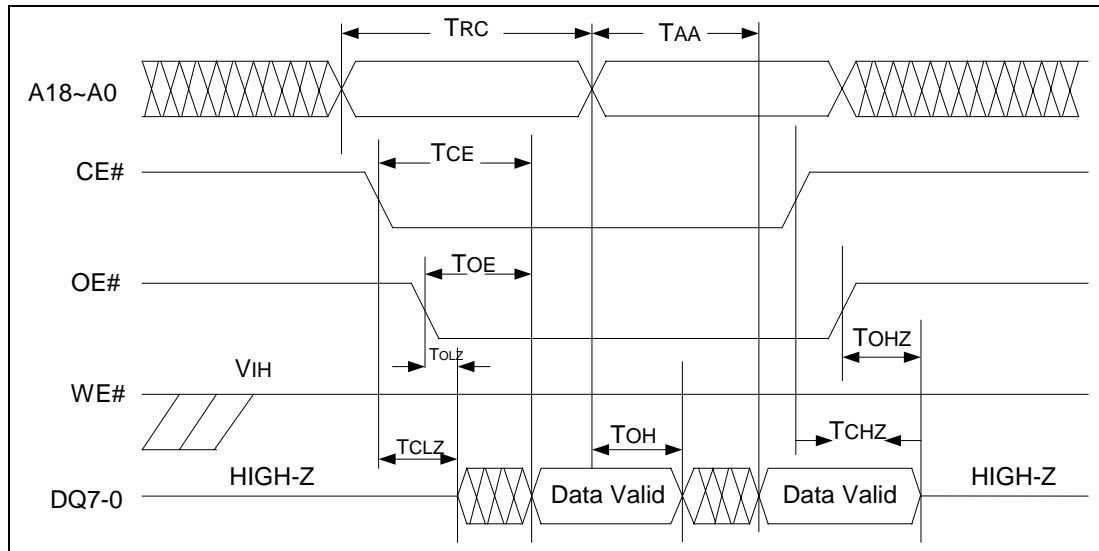 TRC
TAA
A18~A0
TCE
CE#
TOE
OE#
TOHZ
TOLZ
VIH
WE#
TCLZ
TOH
TCHZ
HIGH-Z
HIGH-Z
DQ7-0
Data Valid
Data Valid